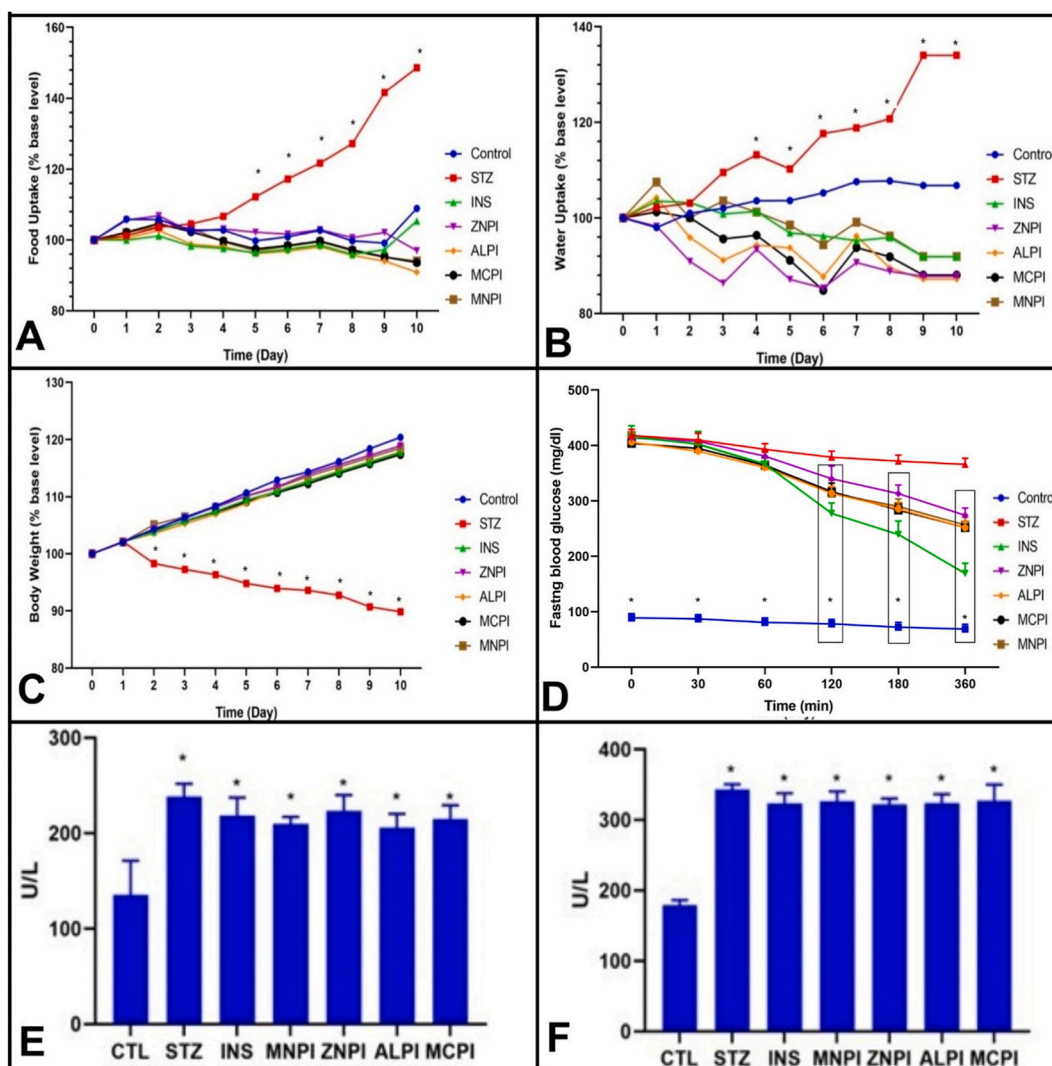 160
140
120
100
80
Food Uptake (% base level)
0 1 2 3 4 5 6 7 8 9 10
Time (Day)
* * * * * *
Control
STZ
INS
ZNPI
ALPI
MCPI
MNPI
A
140
120
100
80
Water Uptake (% base level)
0 1 2 3 4 5 6 7 8 9 10
Time (Day)
* * * * * * *
Control
STZ
INS
ZNPI
ALPI
MCPI
MNPI
B
130
120
110
100
90
80
Body Weight (% base level)
0 1 2 3 4 5 6 7 8 9 10
Time (Day)
* * * * * * * * *
Control
STZ
INS
ZNPI
ALPI
MCPI
MNPI
C
500
400
300
200
100
0
Fastng blood glucose (mg/dl)
0 30 60 120 180 360
Time (min)
* * * * * *
Control
STZ
INS
ZNPI
ALPI
MCPI
MNPI
D
300
200
100
0
U/L
* * * * * *
CTL STZ INS MNPI ZNPI ALPI MCPI
E
400
300
200
100
0
U/L
* * * * * *
CTL STZ INS MNPI ZNPI ALPI MCPI
F